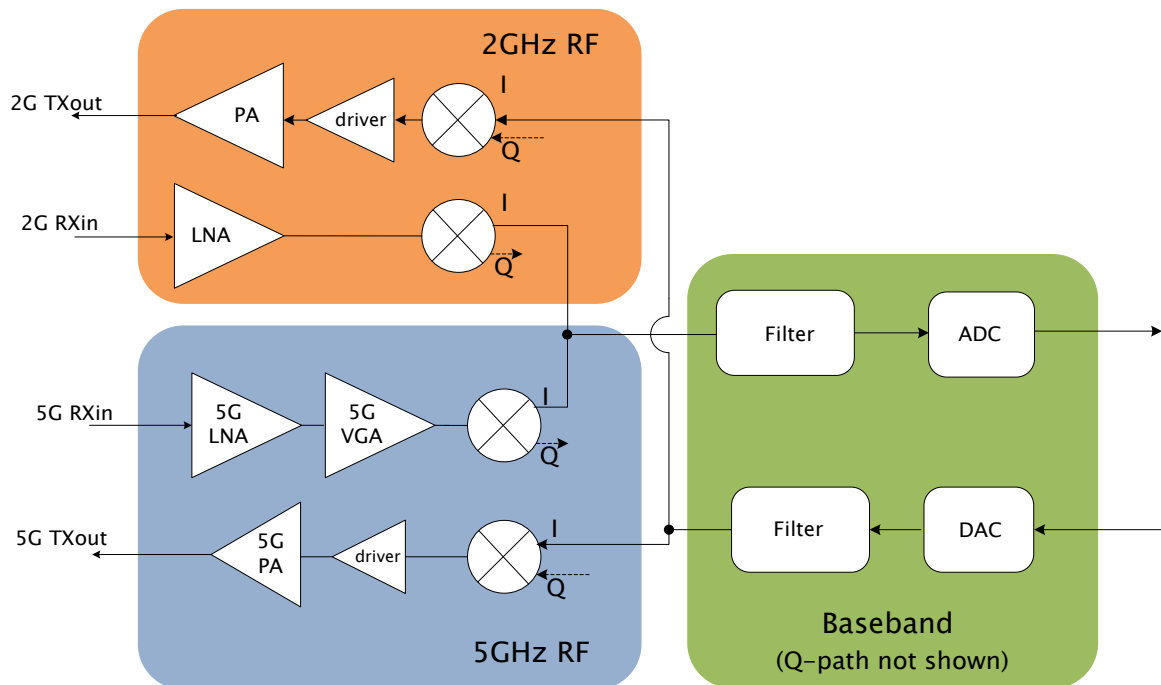 2GHz RF
I
2G TXout
PA
driver
Q
I
2G RXin
LNA
Q
Filter
ADC
I
5G RXin
5G
LNA
5G
VGA
Q
I
5G TXout
5G
PA
driver
Q
Filter
DAC
5GHz RF
Baseband
(Q-path not shown)